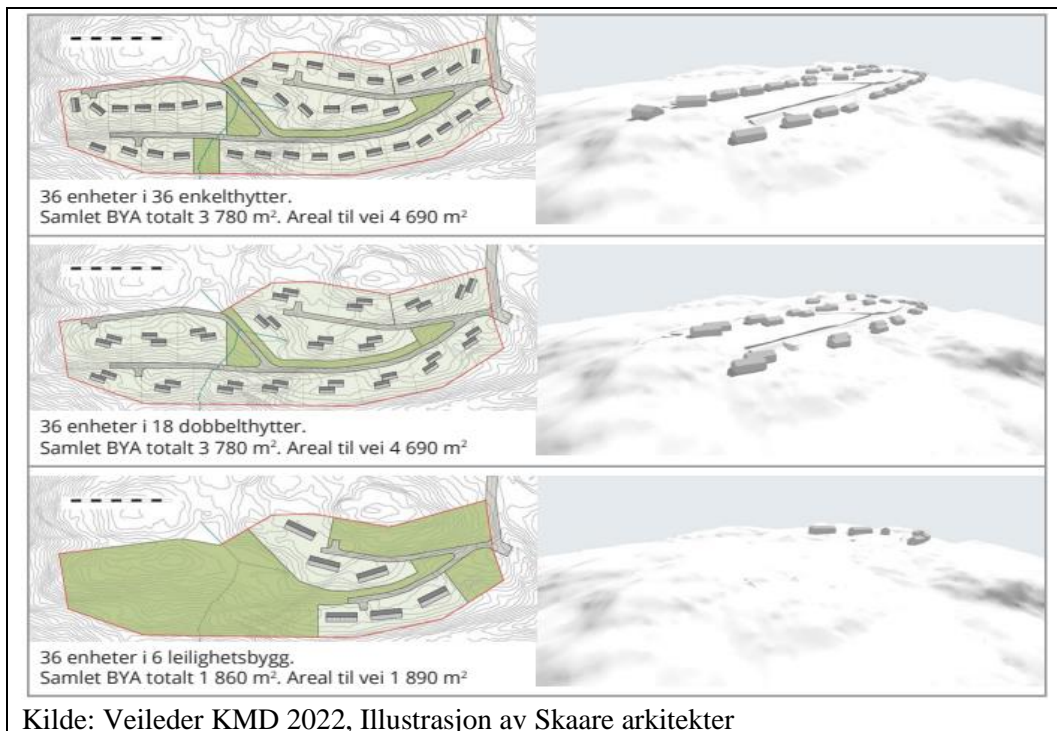 36 enheter i 36 enkelthytter.
Samlet BYA totalt 3 780 m². Areal til vei 4 690 m²
36 enheter i 18 dobbelthytter.
Samlet BYA totalt 3 780 m². Areal til vei 4 690 m²
36 enheter i 6 leilighetsbygg.
Samlet BYA totalt 1 860 m². Areal til vei 1 890 m²
Kilde: Veileder KMD 2022, Illustrasjon av Skaare arkitekter